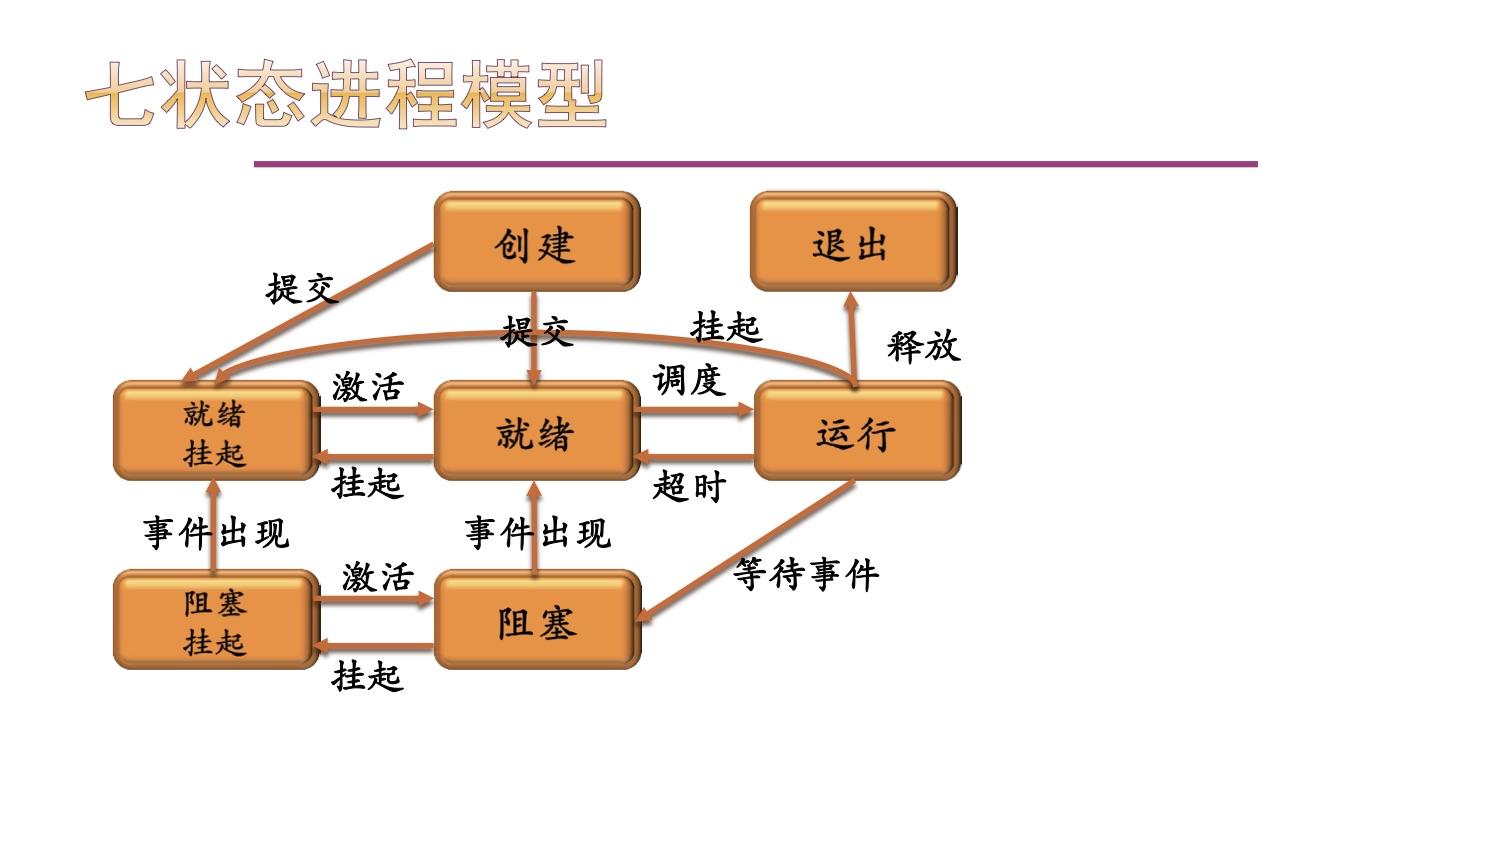 七状态进程模型
创建
退出
提交
提交
挂起
释放
激活
调度
就绪
挂起
就绪
运行
挂起
超时
事件出现
事件出现
等待事件
激活
阻塞
挂起
阻塞
挂起